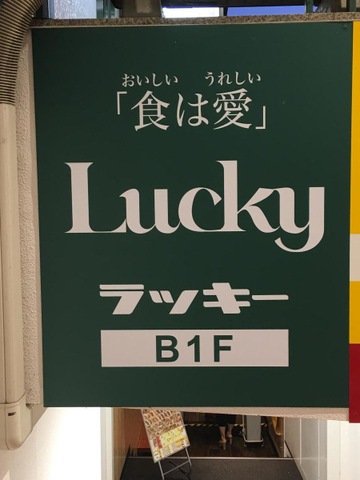 おいしい うれしい
「食は愛」
Lucky
ラッキー
B1F